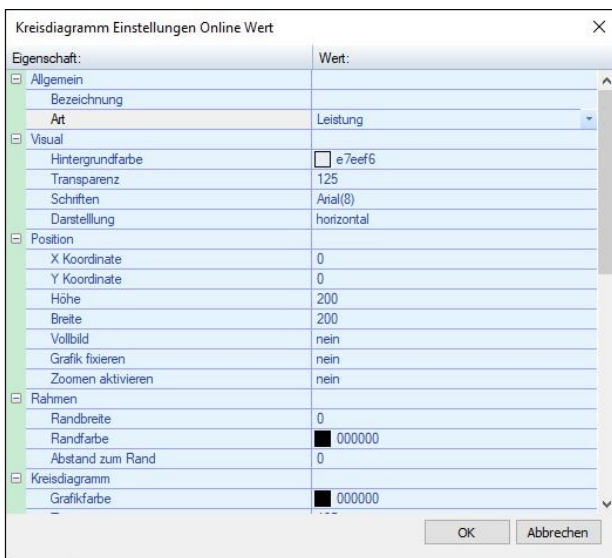 Kreisdiagramm Einstellungen Online Wert
Eigenschaft: Wert:
Allgemein
Bezeichnung
Art Leistung
Visual
Hintergrundfarbe e7eef6
Transparenz 125
Schriften Arial(8)
Darstelllung horizontal
Position
X Koordinate 0
Y Koordinate 0
Höhe 200
Breite 200
Vollbild nein
Grafik fixieren nein
Zoomen aktivieren nein
Rahmen
Randbreite 0
Randfarbe 000000
Abstand zum Rand 0
Kreisdiagramm
Grafikfarbe 000000
OK Abbrechen